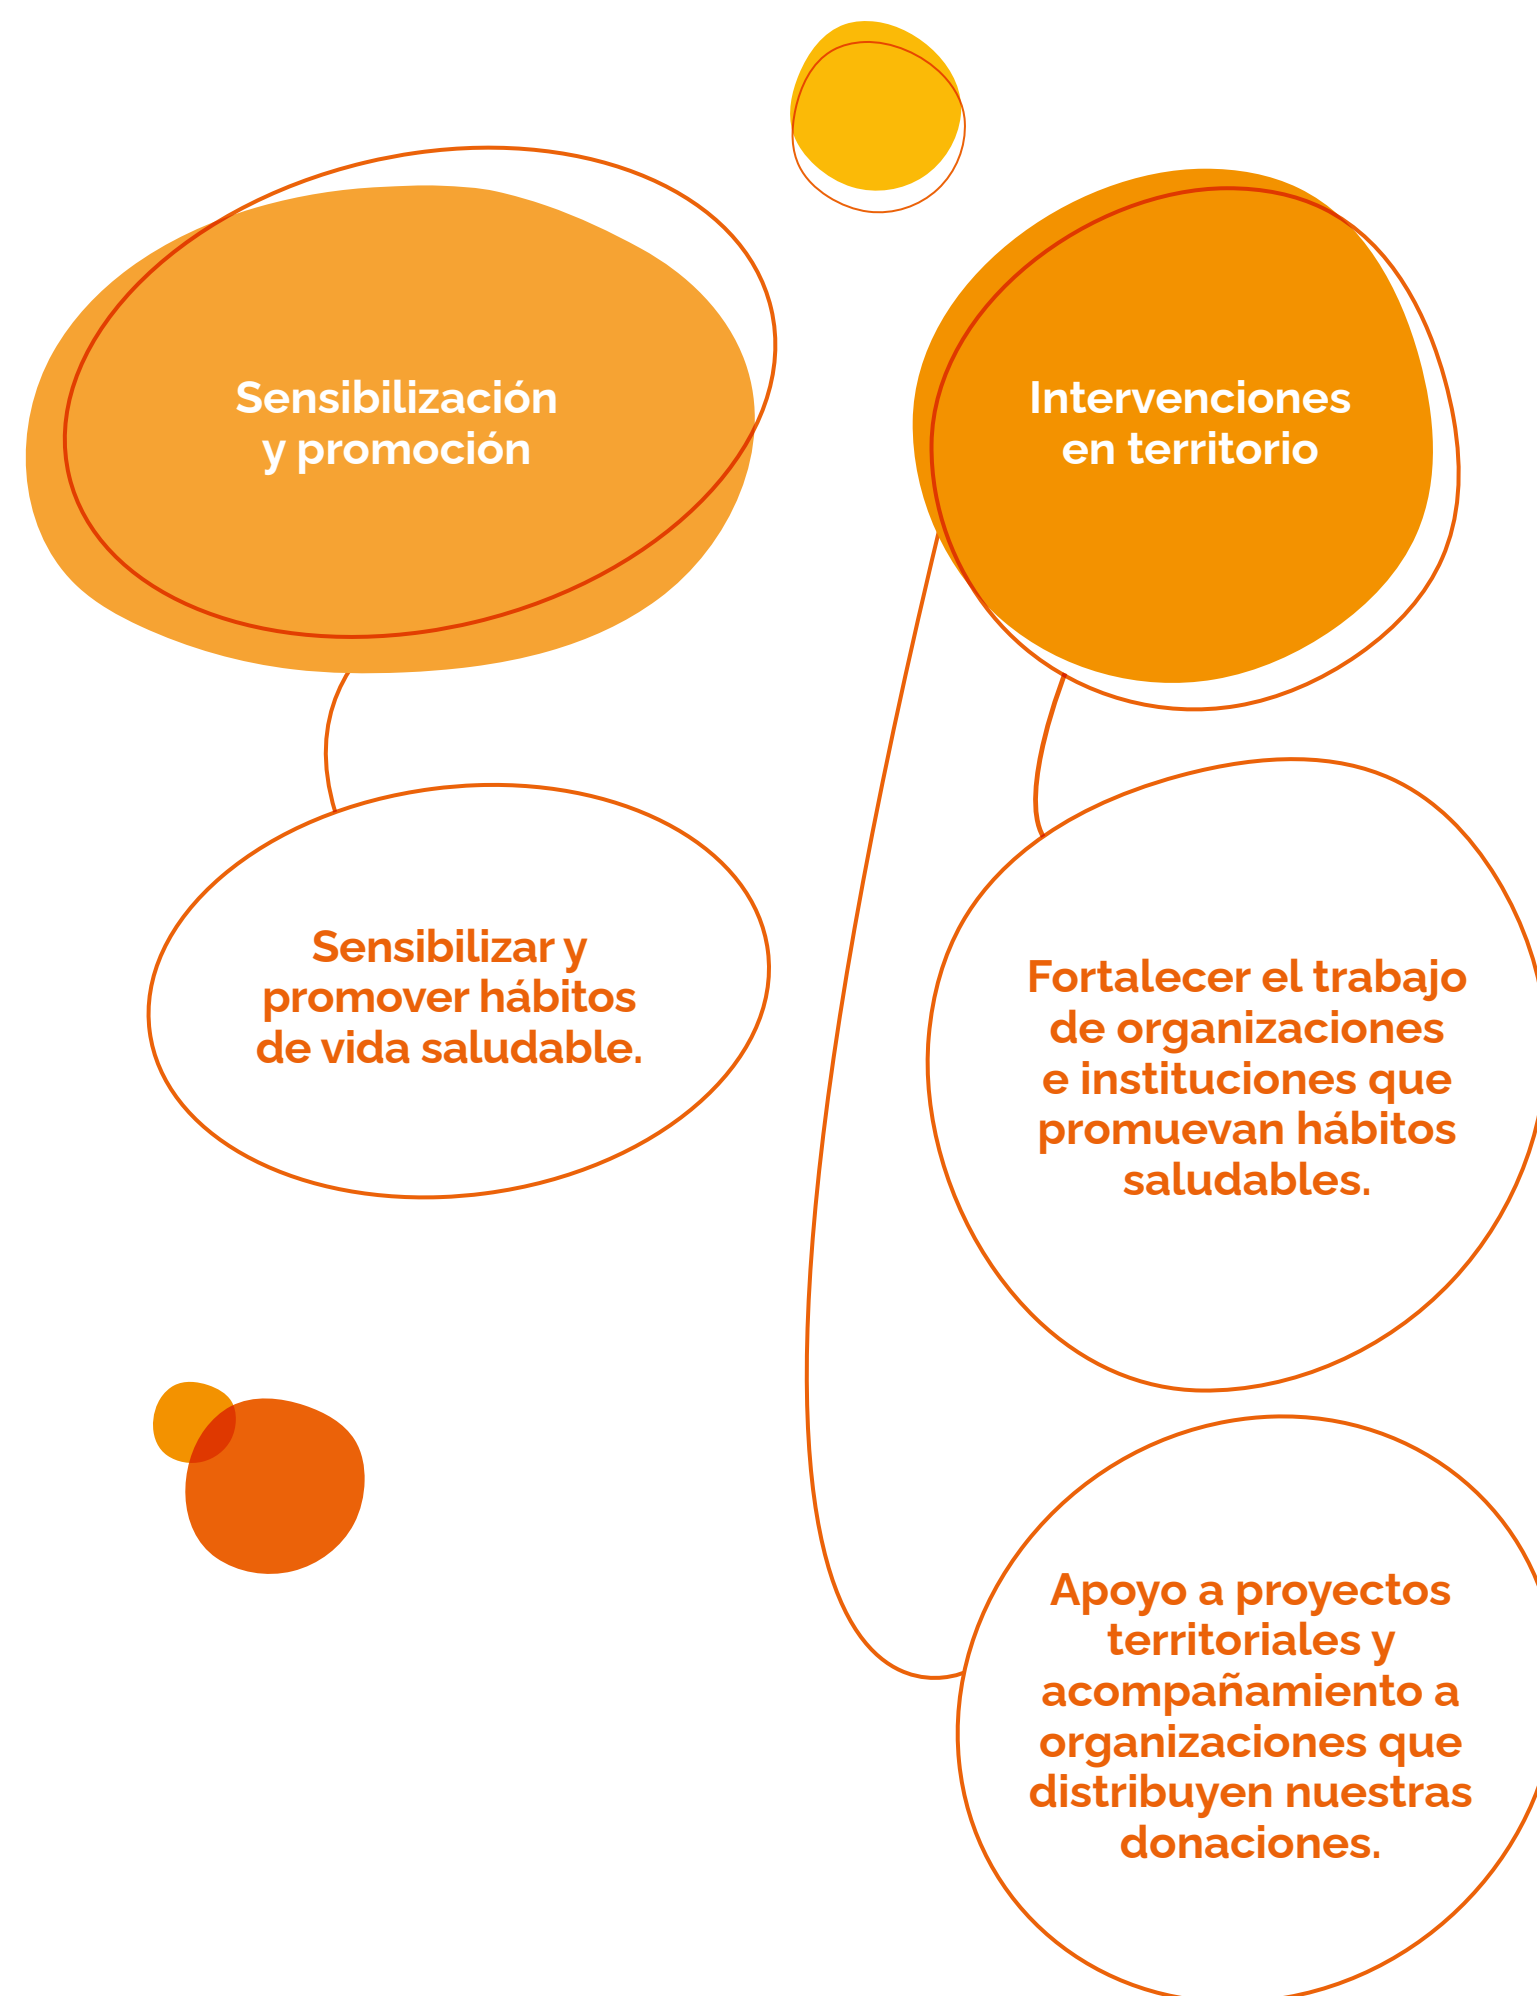 Sensibilización
y promoción
Sensibilizar y
promover hábitos
de vida saludable.
Intervenciones
en territorio
Fortalecer el trabajo
de organizaciones
e instituciones que
promuevan hábitos
saludables.
Apoyo a proyectos
territoriales y
acompañamiento a
organizaciones que
distribuyen nuestras
donaciones.